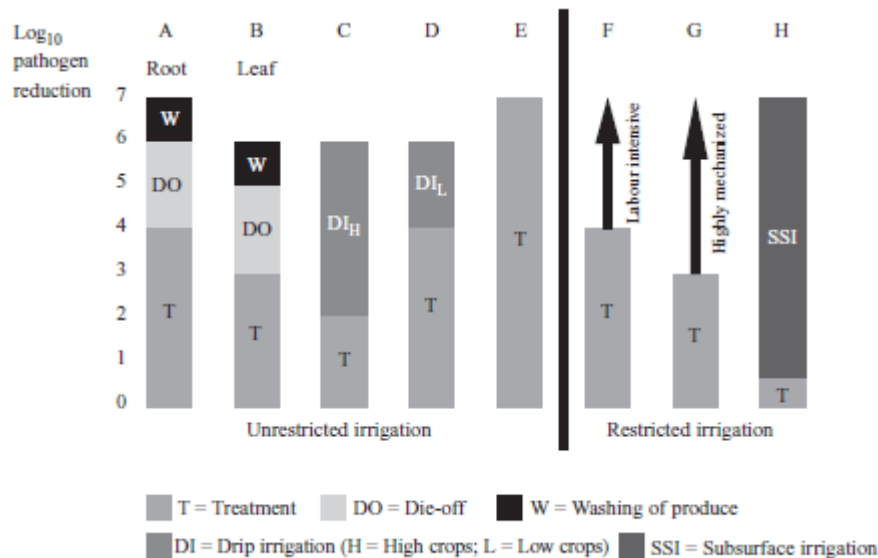 Log10 A B C D E F G H
pathogen Root Leaf
reduction
7
6
5
4
3
2
1
0
W
DO
T
W
DO
T
DIH
T
DIL
T
T
Labour intensive
T
Highly mechanized
T
SSI
T
Unrestricted irrigation Restricted irrigation
T = Treatment DO = Die-off W = Washing of produce
DI = Drip irrigation (H = High crops; L = Low crops) SSI = Subsurface irrigation